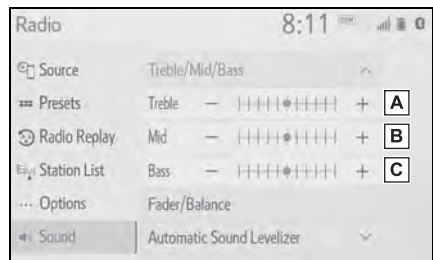 Radio 8:11
Source Treble/Mid/Bass
Presets Treble − + A
Radio Replay Mid − + B
Station List Bass − + C
... Options Fader/Balance
Sound Automatic Sound Levelizer